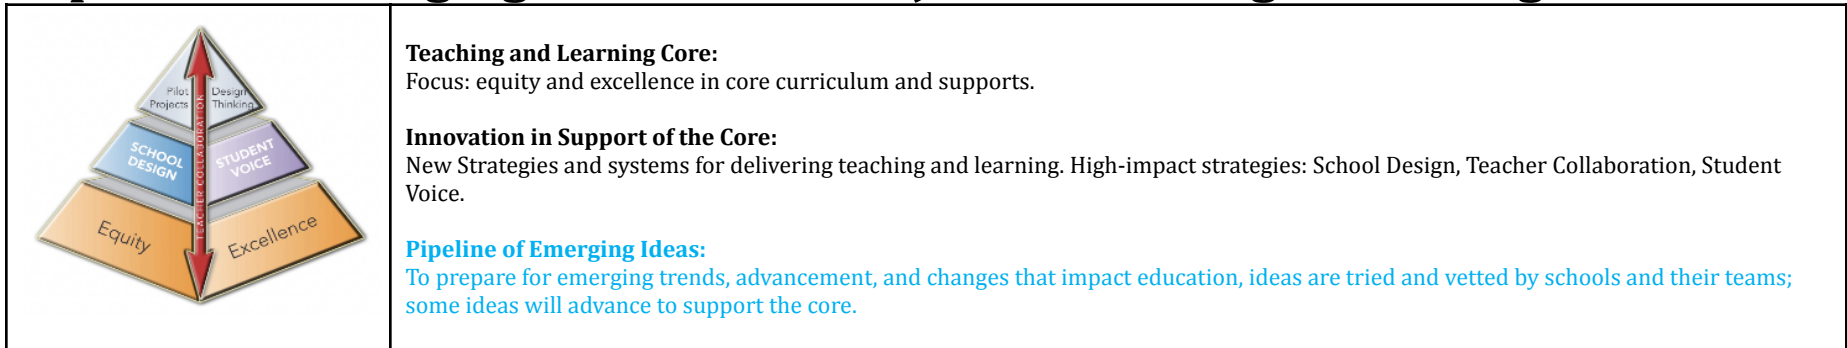 Pilot
Projects
Design
Thinking
SCHOOL
DESIGN
STUDENT
VOICE
TEACHER COLLABORATION
Equity
Excellence
Teaching and Learning Core:
Focus: equity and excellence in core curriculum and supports.
Innovation in Support of the Core:
New Strategies and systems for delivering teaching and learning. High-impact strategies: School Design, Teacher Collaboration, Student
Voice.
Pipeline of Emerging Ideas:
To prepare for emerging trends, advancement, and changes that impact education, ideas are tried and vetted by schools and their teams;
some ideas will advance to support the core.